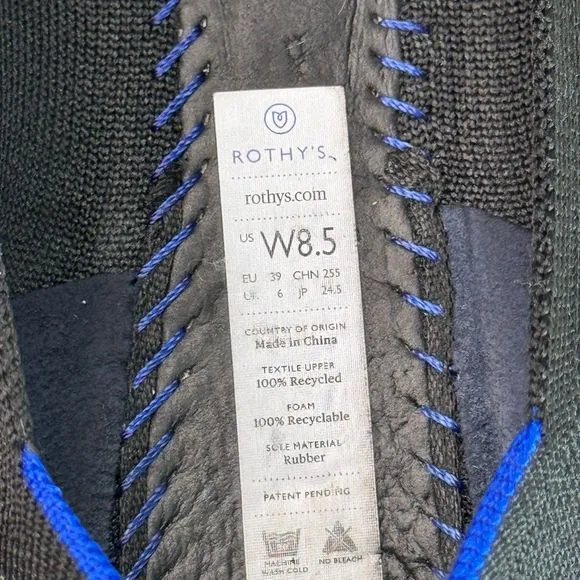 ROTHY'S
rothys.com
US W8.5
EU 39 CHN 255
UK 6 JP 24.5
COUNTRY OF ORIGIN
Made in China
TEXTILE UPPER
100% Recycled
FOAM
100% Recyclable
SOLE MATERIAL
Rubber
PATENT PENDING
MACHINE NO BLEACH
WASH COLD